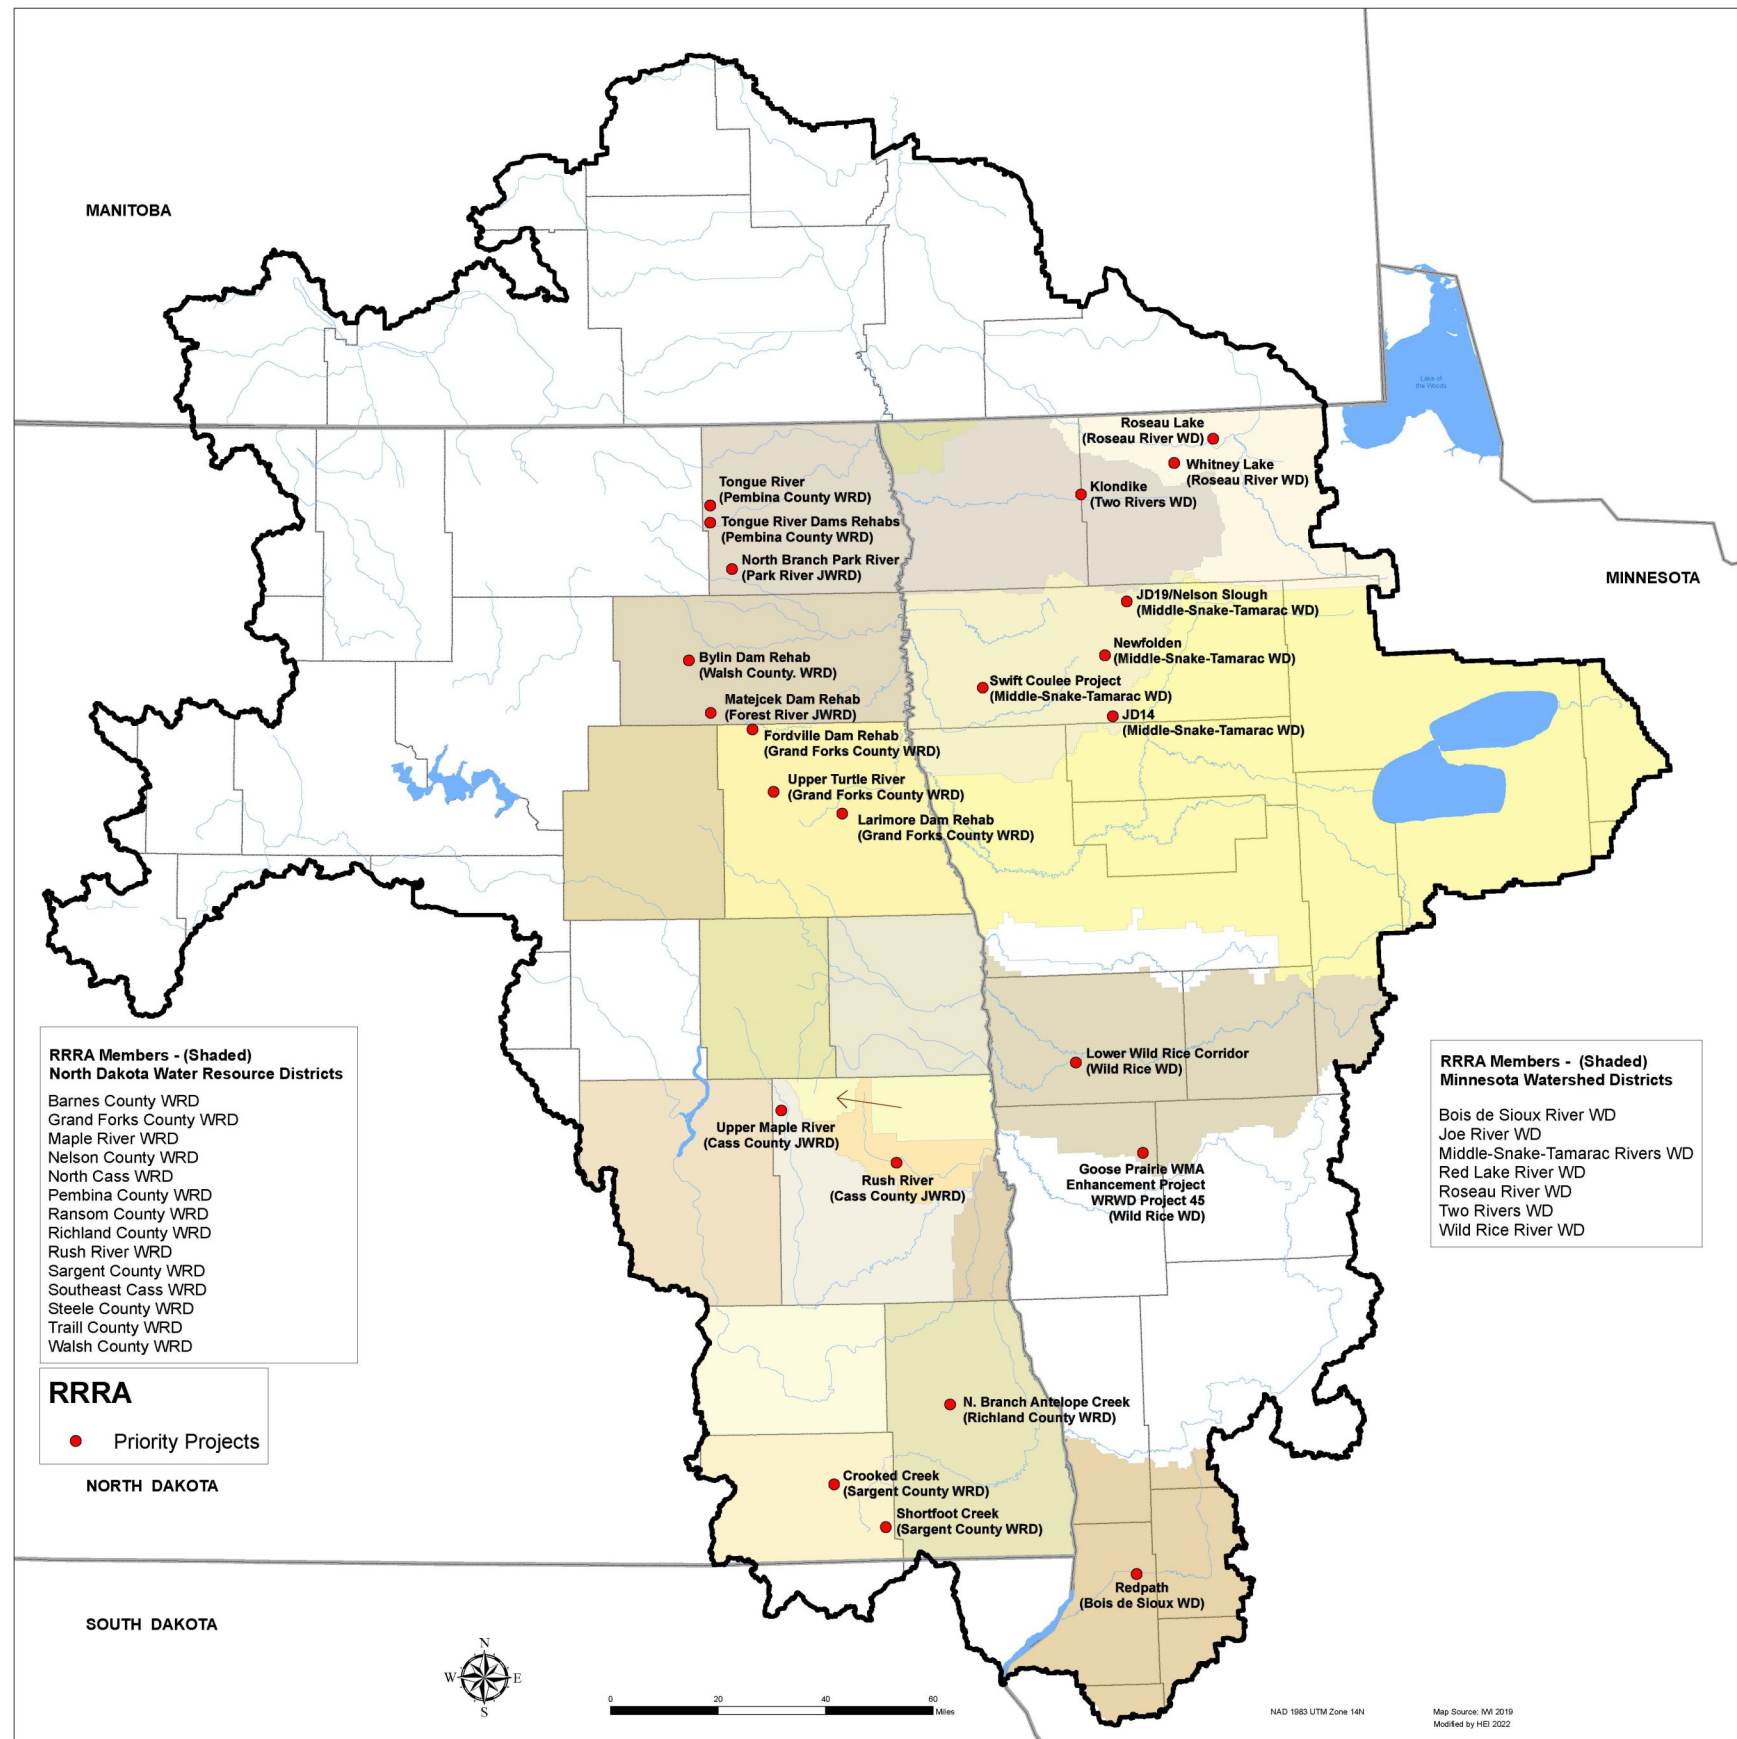 MANITOBA
Lake of
the Woods
Roseau Lake
(Roseau River WD)
Whitney Lake
(Roseau River WD)
Klondike
(Two Rivers WD)
Tongue River
(Pembina County WRD)
Tongue River Dams Rehabs
(Pembina County WRD)
North Branch Park River
(Park River JWRD)
MINNESOTA
JD19/Nelson Slough
(Middle-Snake-Tamarac WD)
Newfolden
(Middle-Snake-Tamarac WD)
Bylin Dam Rehab
(Walsh County. WRD)
Swift Coulee Project
(Middle-Snake-Tamarac WD)
Matejcek Dam Rehab
(Forest River JWRD)
JD14
(Middle-Snake-Tamarac WD)
Fordville Dam Rehab
(Grand Forks County WRD)
Upper Turtle River
(Grand Forks County WRD)
Larimore Dam Rehab
(Grand Forks County WRD)
RRRA Members - (Shaded)
North Dakota Water Resource Districts
Barnes County WRD
Grand Forks County WRD
Maple River WRD
Nelson County WRD
North Cass WRD
Pembina County WRD
Ransom County WRD
Richland County WRD
Rush River WRD
Sargent County WRD
Southeast Cass WRD
Steele County WRD
Traill County WRD
Walsh County WRD
Lower Wild Rice Corridor
(Wild Rice WD)
Upper Maple River
(Cass County JWRD)
Rush River
(Cass County JWRD)
Goose Prairie WMA
Enhancement Project
WRWD Project 45
(Wild Rice WD)
RRRA Members - (Shaded)
Minnesota Watershed Districts
Bois de Sioux River WD
Joe River WD
Middle-Snake-Tamarac Rivers WD
Red Lake River WD
Roseau River WD
Two Rivers WD
Wild Rice River WD
RRRA
Priority Projects
NORTH DAKOTA
N. Branch Antelope Creek
(Richland County WRD)
Crooked Creek
(Sargent County WRD)
Shortfoot Creek
(Sargent County WRD)
Redpath
(Bois de Sioux WD)
SOUTH DAKOTA
N
W E
S
0 20 40 60
Miles
NAD 1983 UTM Zone 14N
Map Source: IWI 2019
Modified by HEI 2022